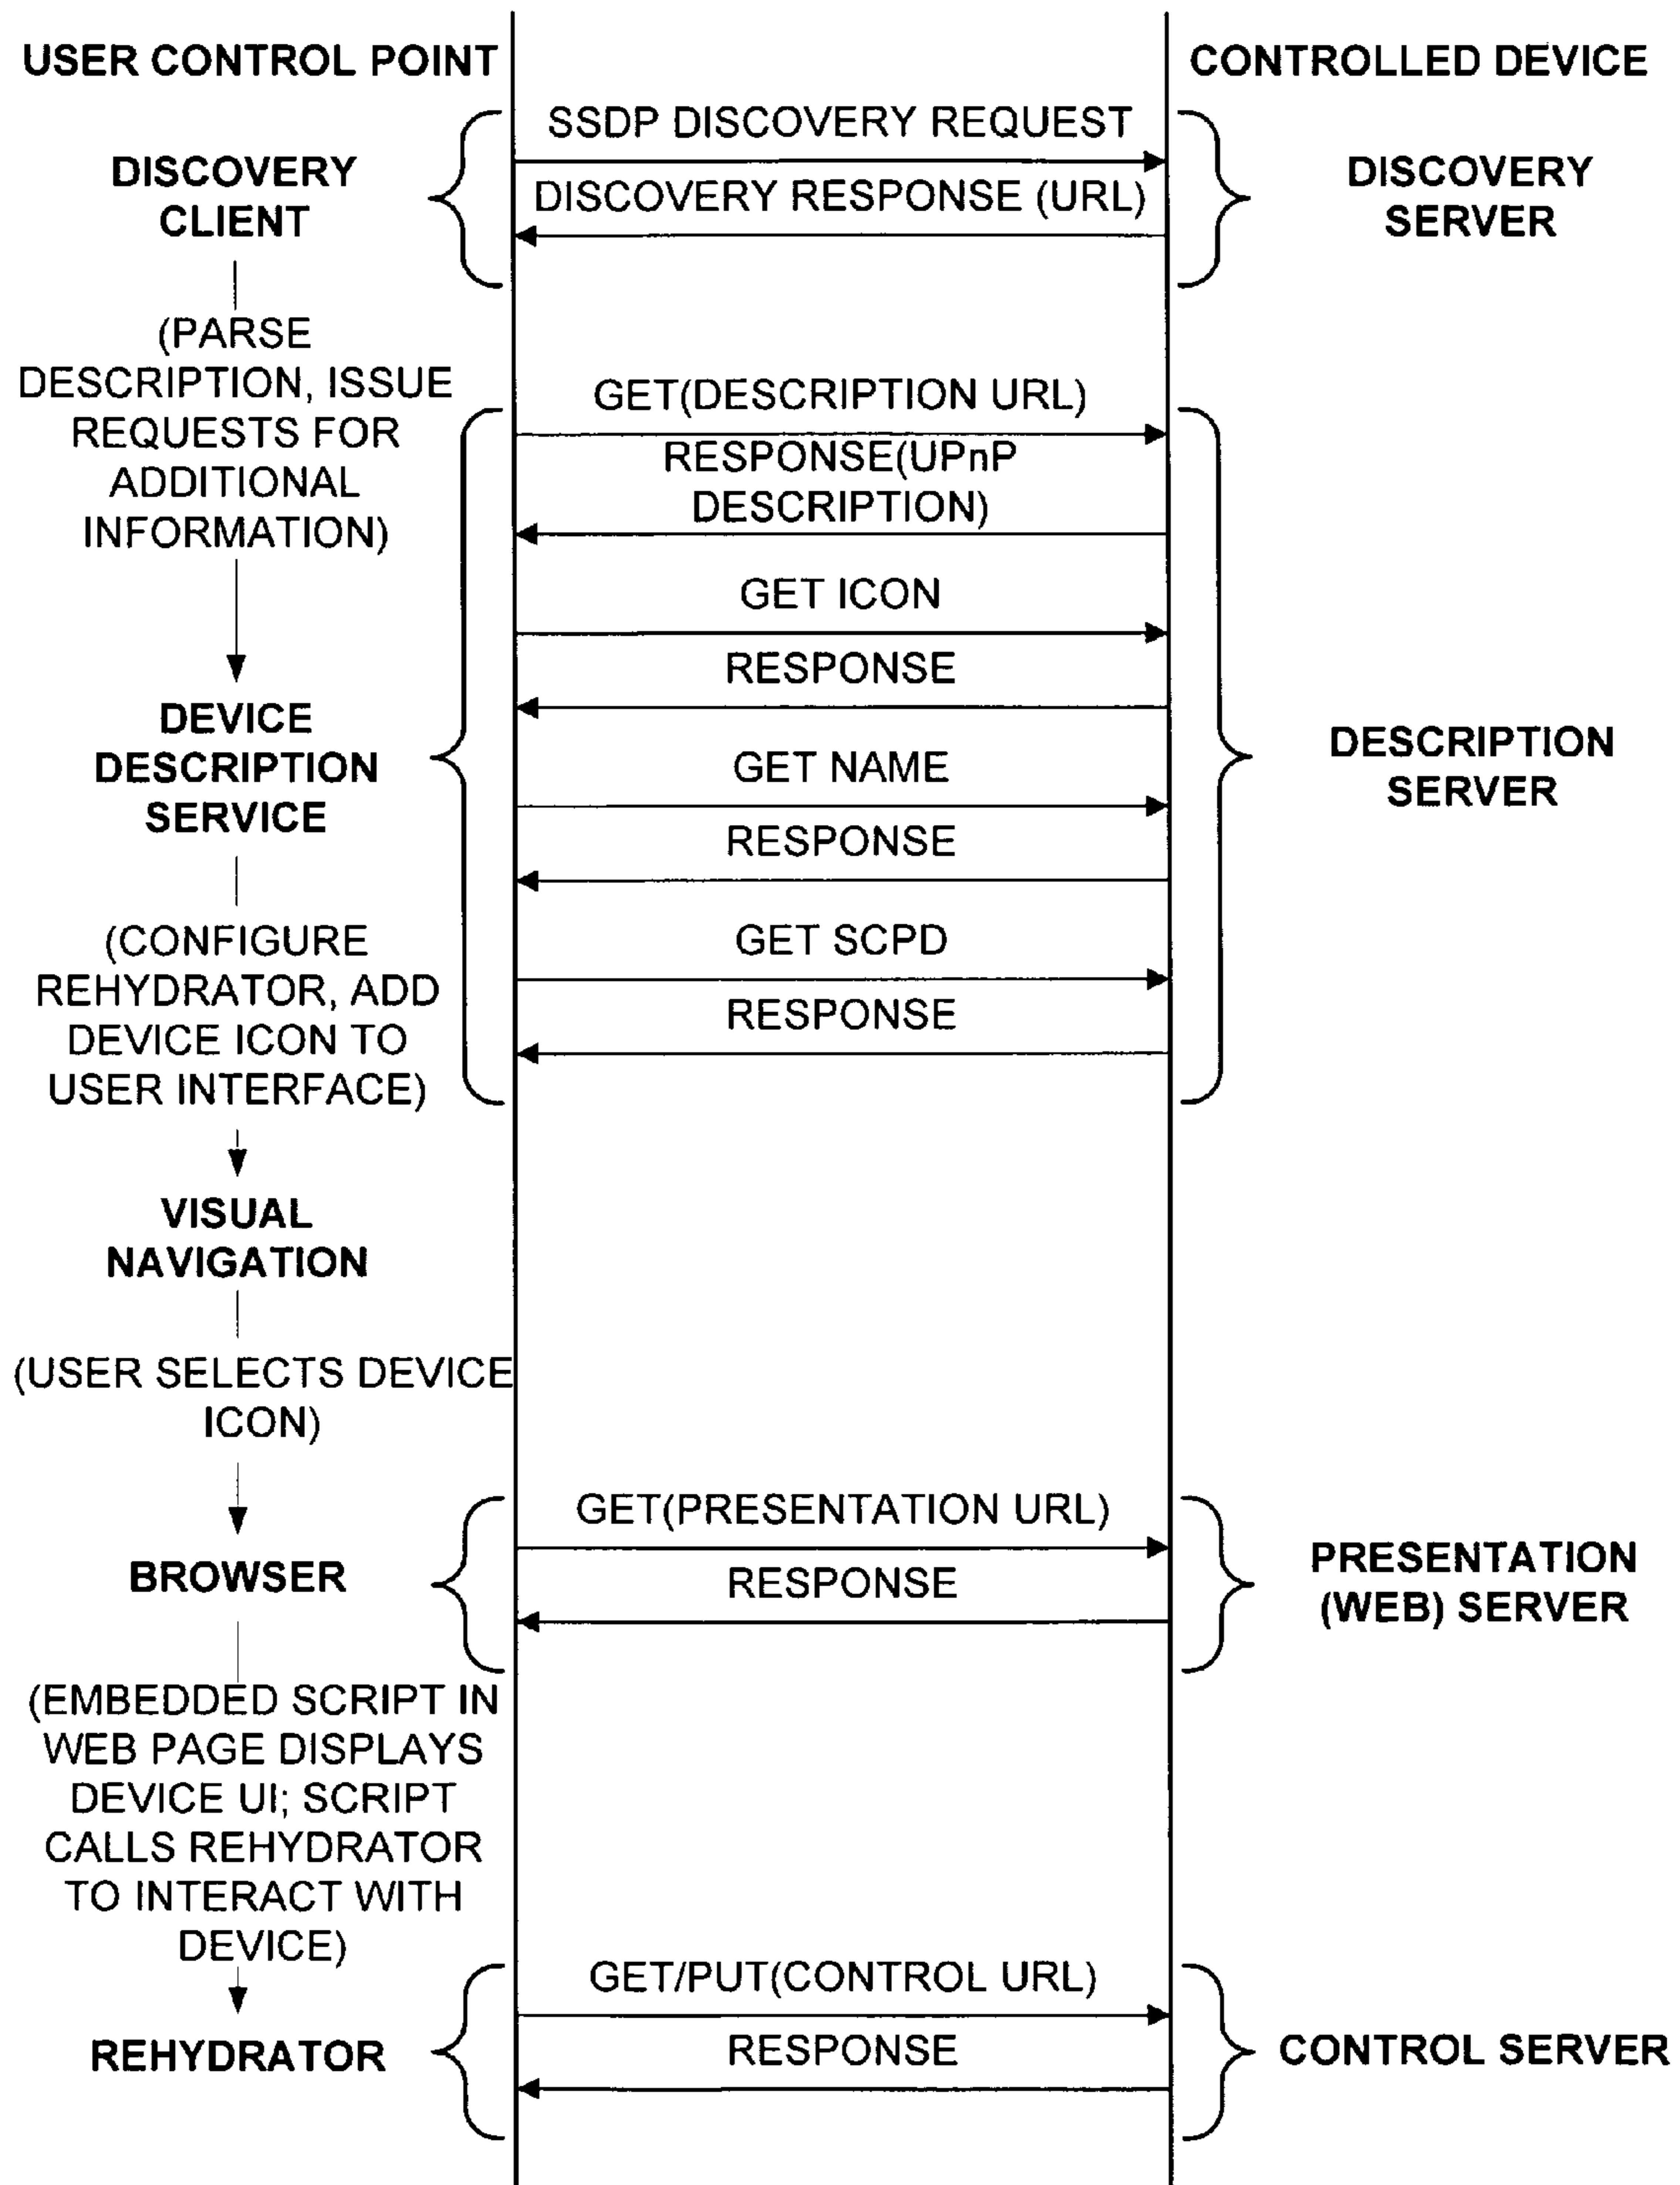 USER CONTROL POINT
CONTROLLED DEVICE
SSDP DISCOVERY REQUEST
DISCOVERY RESPONSE (URL)
DISCOVERY
CLIENT
DISCOVERY
SERVER
(PARSE
DESCRIPTION, ISSUE
REQUESTS FOR
ADDITIONAL
INFORMATION)
GET(DESCRIPTION URL)
RESPONSE(UPnP
DESCRIPTION)
GET ICON
RESPONSE
GET NAME
RESPONSE
GET SCPD
RESPONSE
DEVICE
DESCRIPTION
SERVICE
DESCRIPTION
SERVER
(CONFIGURE
REHYDRATOR, ADD
DEVICE ICON TO
USER INTERFACE)
VISUAL
NAVIGATION
(USER SELECTS DEVICE
ICON)
GET(PRESENTATION URL)
RESPONSE
BROWSER
PRESENTATION
(WEB) SERVER
(EMBEDDED SCRIPT IN
WEB PAGE DISPLAYS
DEVICE UI; SCRIPT
CALLS REHYDRATOR
TO INTERACT WITH
DEVICE)
GET/PUT(CONTROL URL)
RESPONSE
REHYDRATOR
CONTROL SERVER